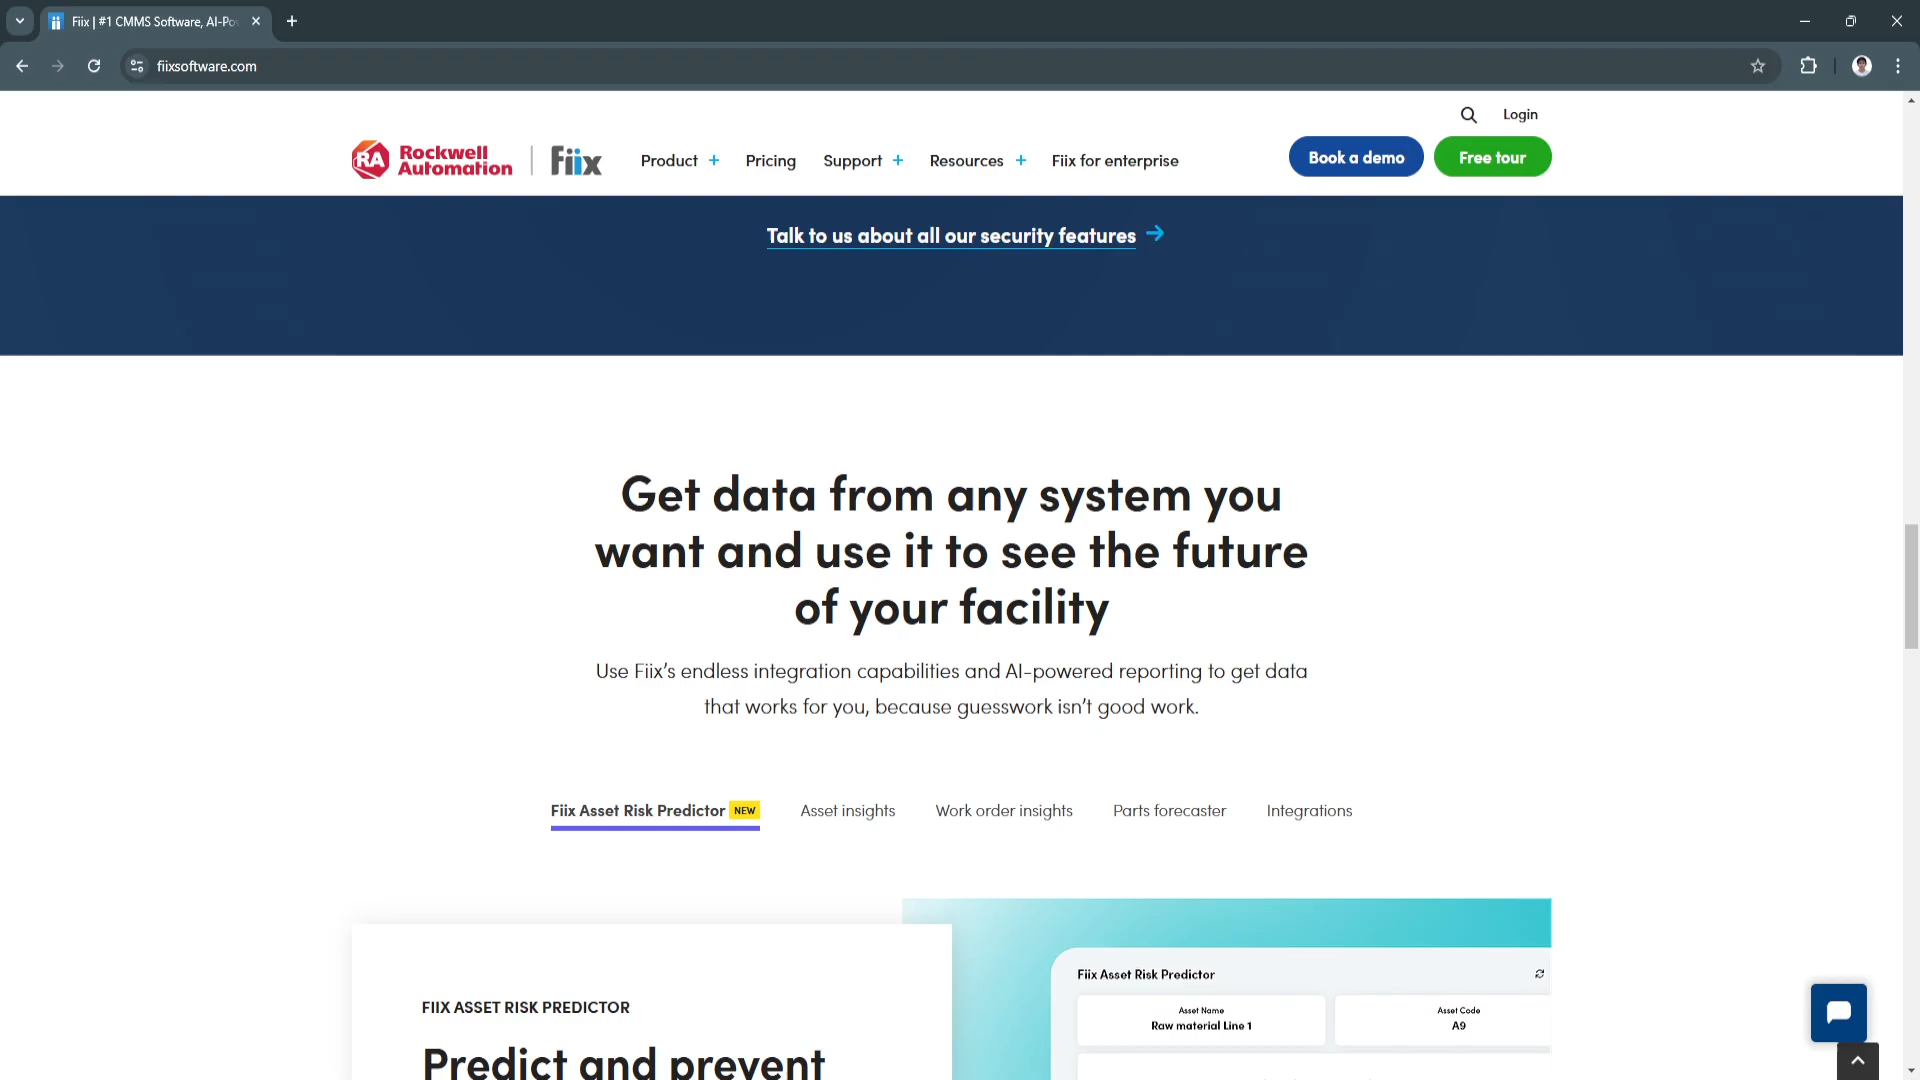 Fiix | #1 CMMS Software, AI-Po
fiixsoftware.com
Login
RA Rockwell Automation
Fiix
Product +
Pricing
Support +
Resources +
Fiix for enterprise
Book a demo
Free tour
Talk to us about all our security features
Get data from any system you
want and use it to see the future
of your facility
Use Fiix’s endless integration capabilities and AI-powered reporting to get data
that works for you, because guesswork isn’t good work.
Fiix Asset Risk Predictor NEW
Asset insights
Work order insights
Parts forecaster
Integrations
FIIX ASSET RISK PREDICTOR
Predict and prevent
Fiix Asset Risk Predictor
Asset Name
Raw material Line 1
Asset Code
A9